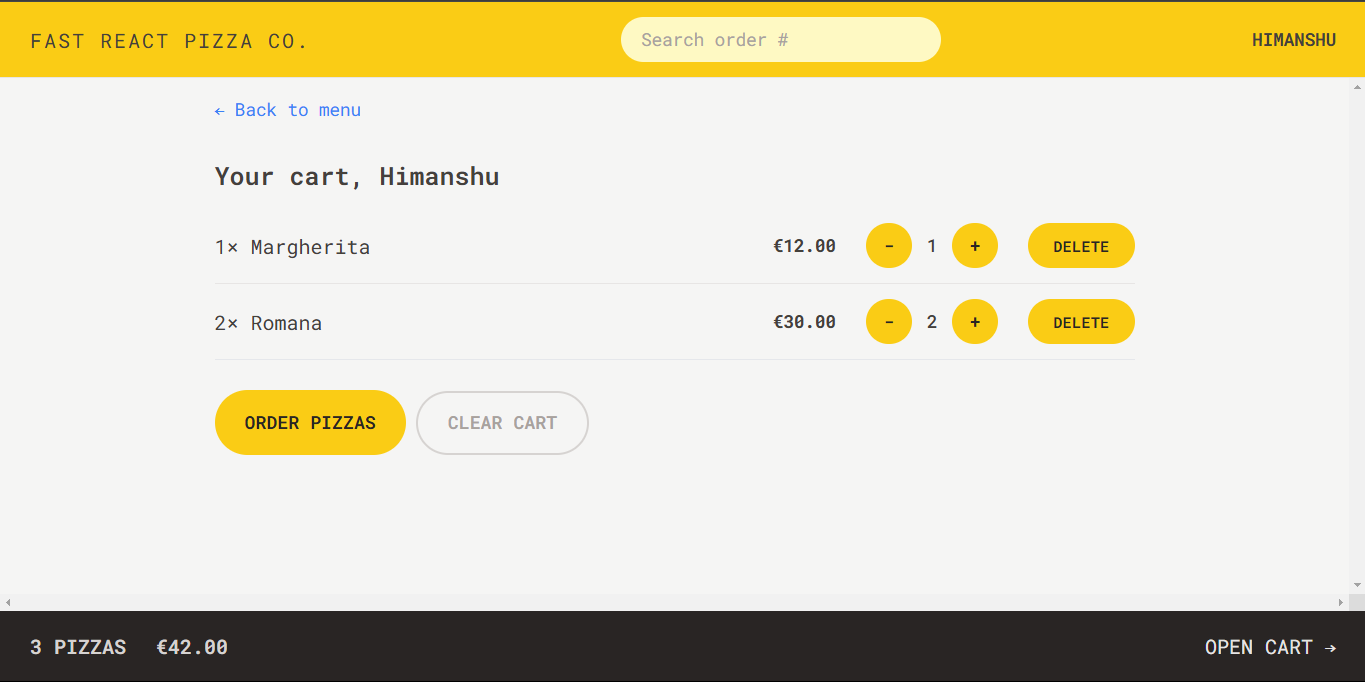 FAST REACT PIZZA CO. Search order # HIMANSHU
← Back to menu
Your cart, Himanshu
1× Margherita €12.00 - 1 + DELETE
2× Romana €30.00 - 2 + DELETE
ORDER PIZZAS CLEAR CART
3 PIZZAS €42.00 OPEN CART →